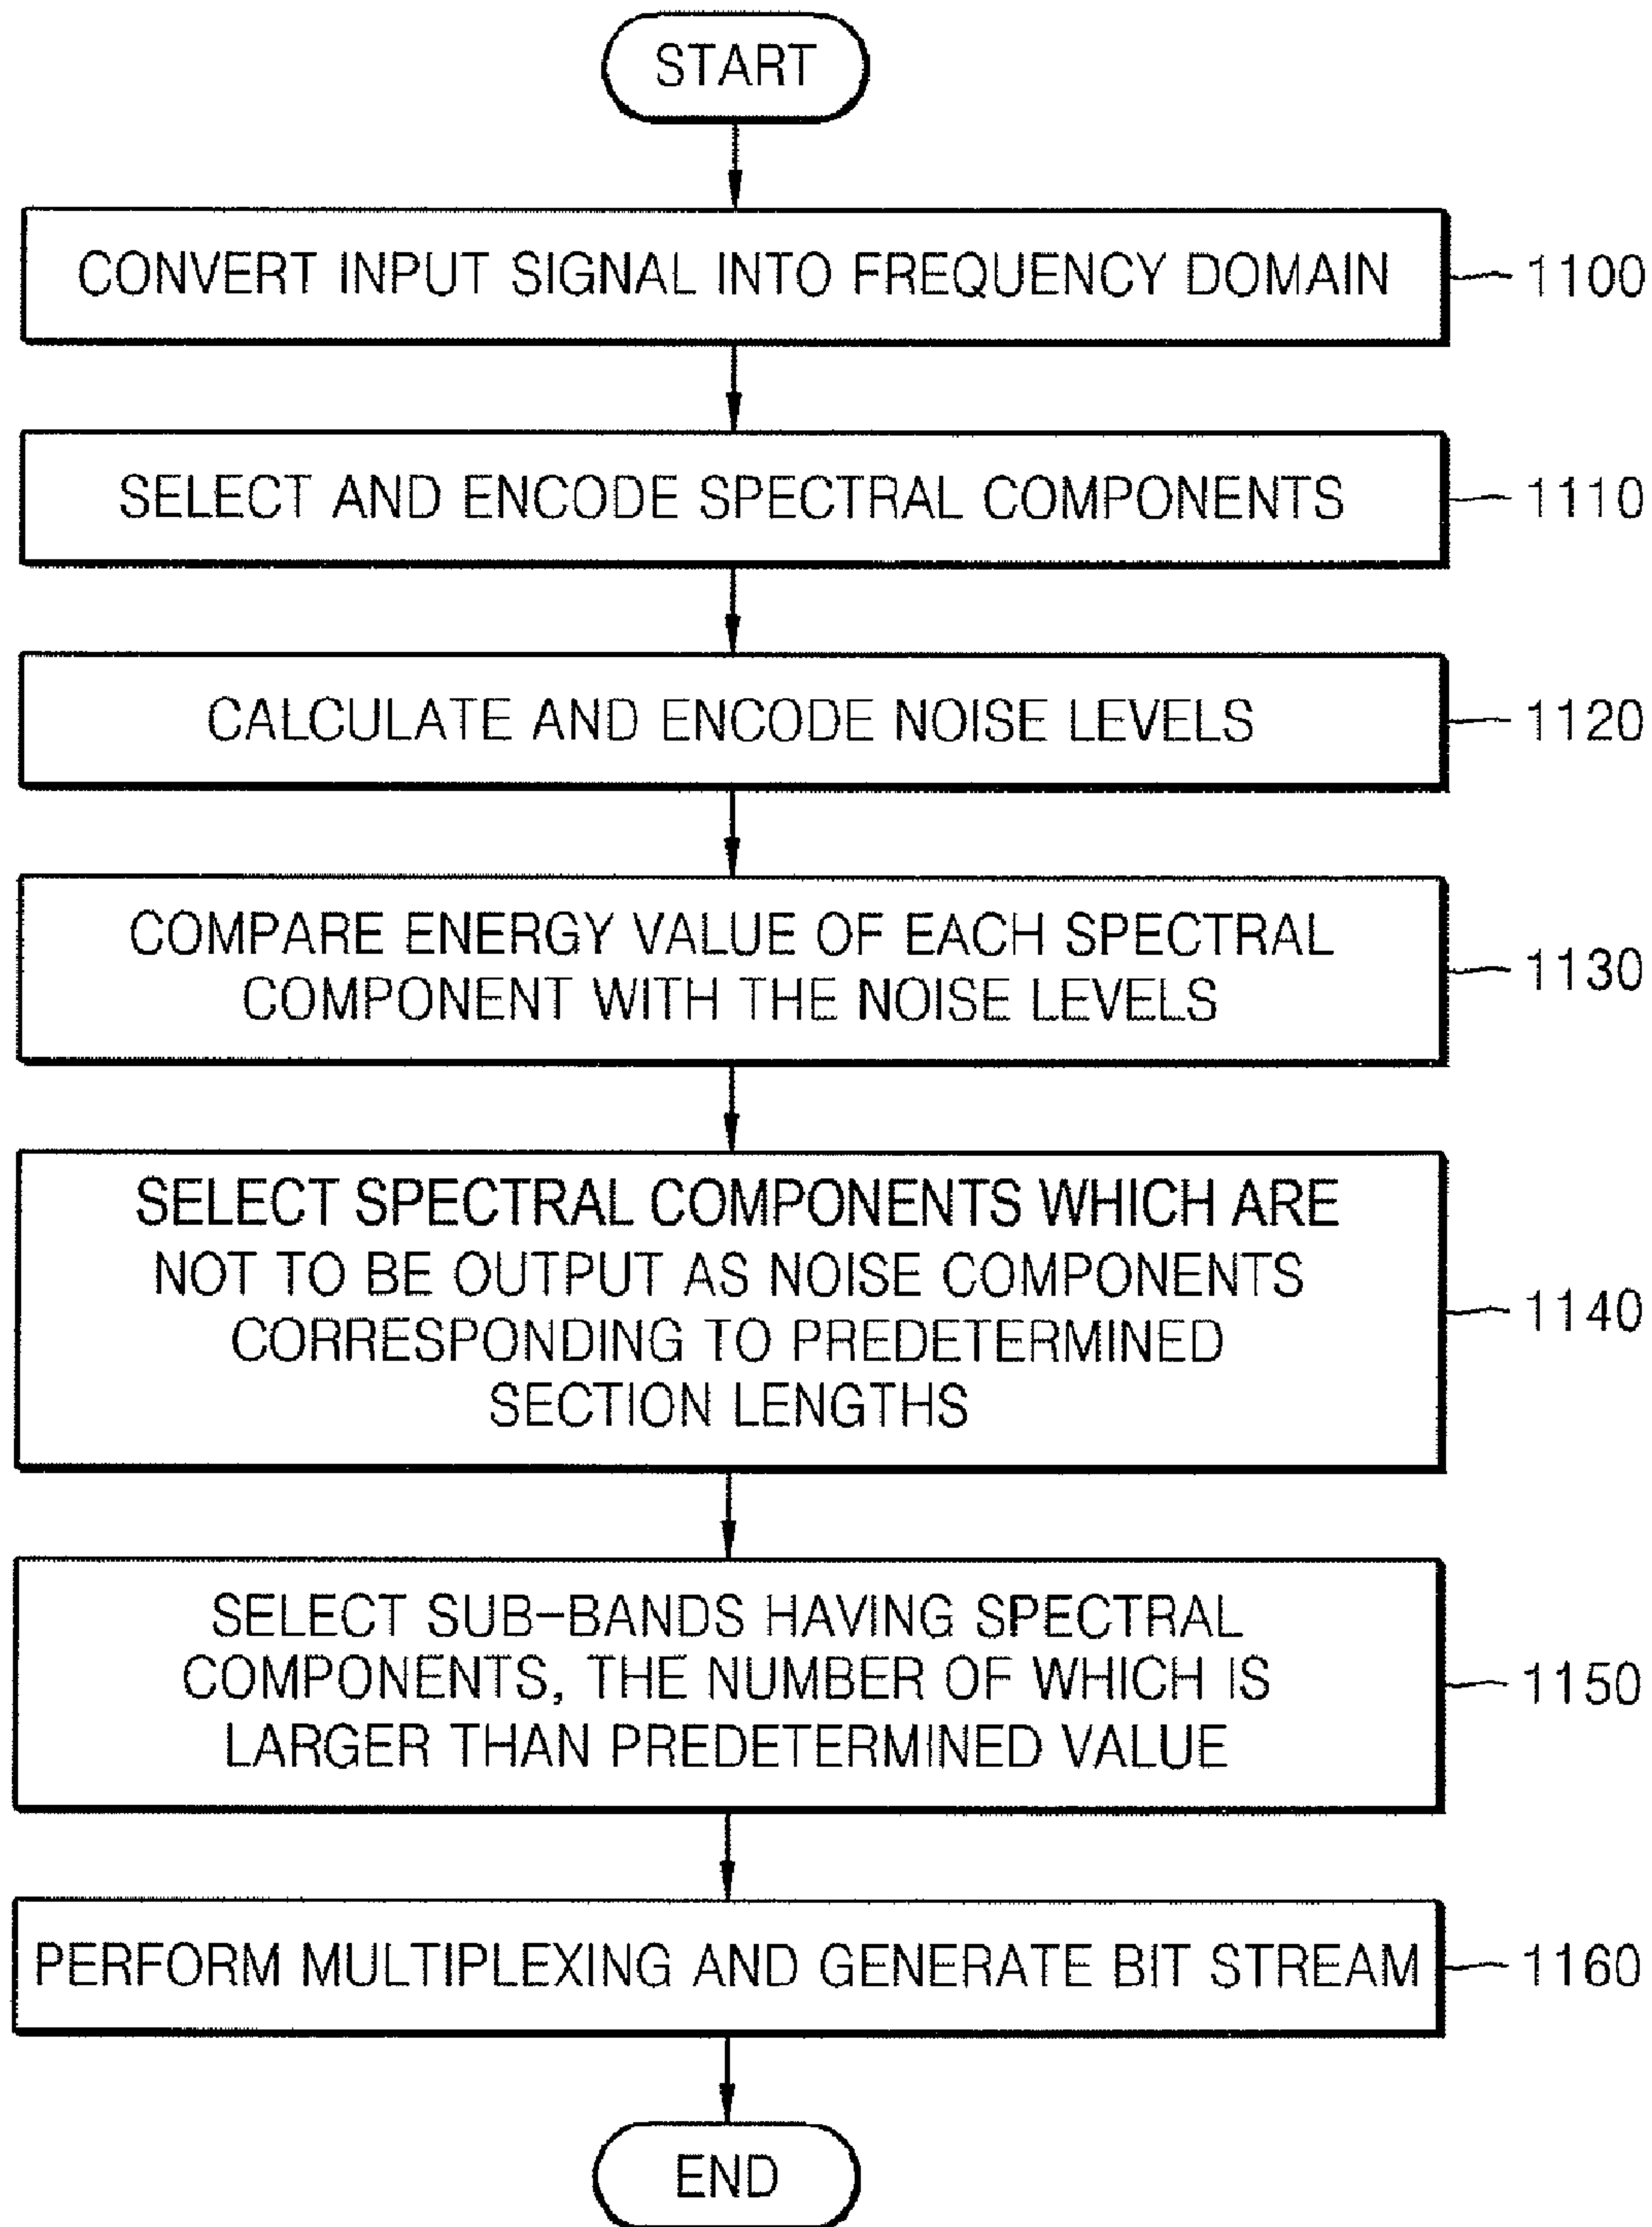 START
CONVERT INPUT SIGNAL INTO FREQUENCY DOMAIN
1100
SELECT AND ENCODE SPECTRAL COMPONENTS
1110
CALCULATE AND ENCODE NOISE LEVELS
1120
COMPARE ENERGY VALUE OF EACH SPECTRAL
COMPONENT WITH THE NOISE LEVELS
1130
SELECT SPECTRAL COMPONENTS WHICH ARE
NOT TO BE OUTPUT AS NOISE COMPONENTS
CORRESPONDING TO PREDETERMINED
SECTION LENGTHS
1140
SELECT SUB-BANDS HAVING SPECTRAL
COMPONENTS, THE NUMBER OF WHICH IS
LARGER THAN PREDETERMINED VALUE
1150
PERFORM MULTIPLEXING AND GENERATE BIT STREAM
1160
END